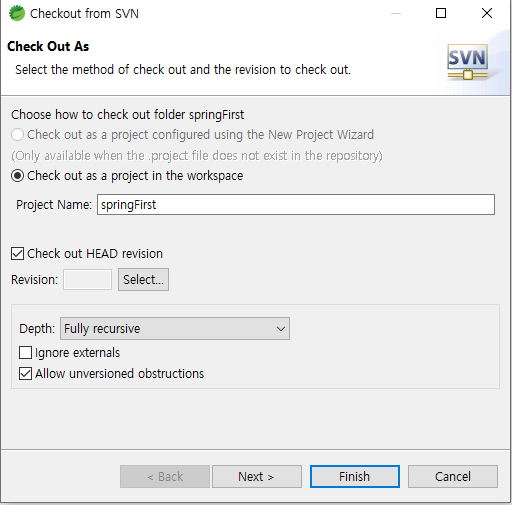 Checkout from SVN
Check Out As
Select the method of check out and the revision to check out.
SVN
Choose how to check out folder springFirst
Check out as a project configured using the New Project Wizard
(Only available when the .project file does not exist in the repository)
Check out as a project in the workspace
Project Name: springFirst
Check out HEAD revision
Revision: Select...
Depth: Fully recursive
Ignore externals
Allow unversioned obstructions
< Back Next > Finish Cancel